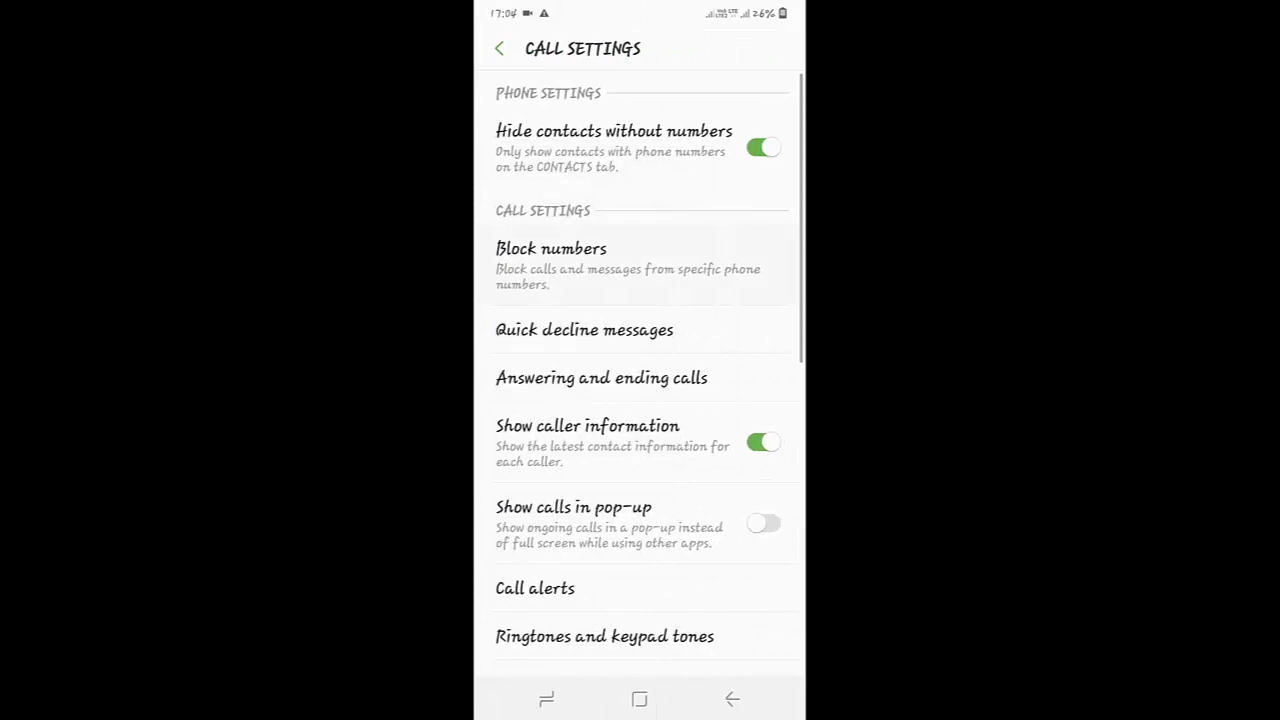 17:04
26%
CALL SETTINGS
PHONE SETTINGS
Hide contacts without numbers
Only show contacts with phone numbers
on the CONTACTS tab.
CALL SETTINGS
Block numbers
Block calls and messages from specific phone
numbers.
Quick decline messages
Answering and ending calls
Show caller information
Show the latest contact information for
each caller.
Show calls in pop-up
Show ongoing calls in a pop-up instead
of full screen while using other apps.
Call alerts
Ringtones and keypad tones